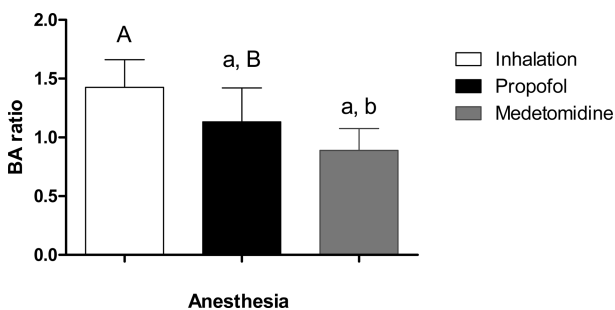 2.0
1.5
1.0
0.5
0.0
BA ratio
A
a, B
a, b
Anesthesia
Inhalation
Propofol
Medetomidine